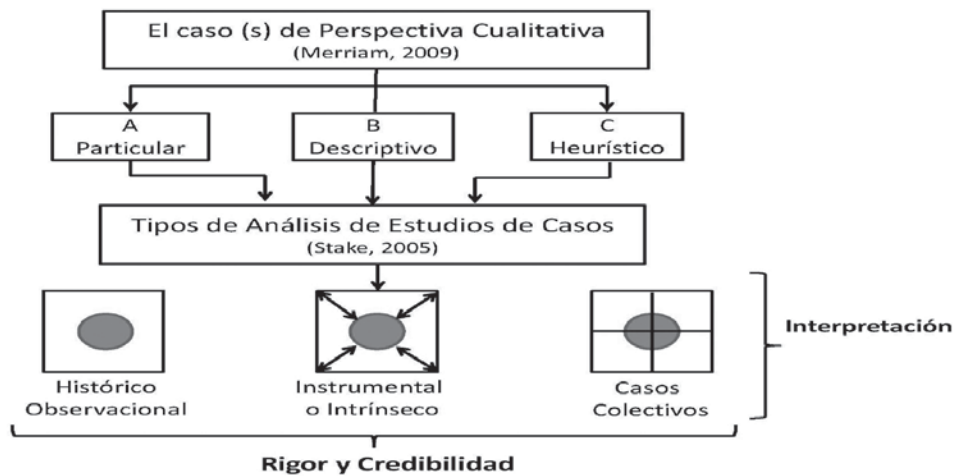 El caso (s) de Perspectiva Cualitativa
(Merriam, 2009)
A
Particular
B
Descriptivo
C
Heurístico
Tipos de Análisis de Estudios de Casos
(Stake, 2005)
Histórico
Observacional
Instrumental
o Intrínseco
Casos
Colectivos
Interpretación
Rigor y Credibilidad